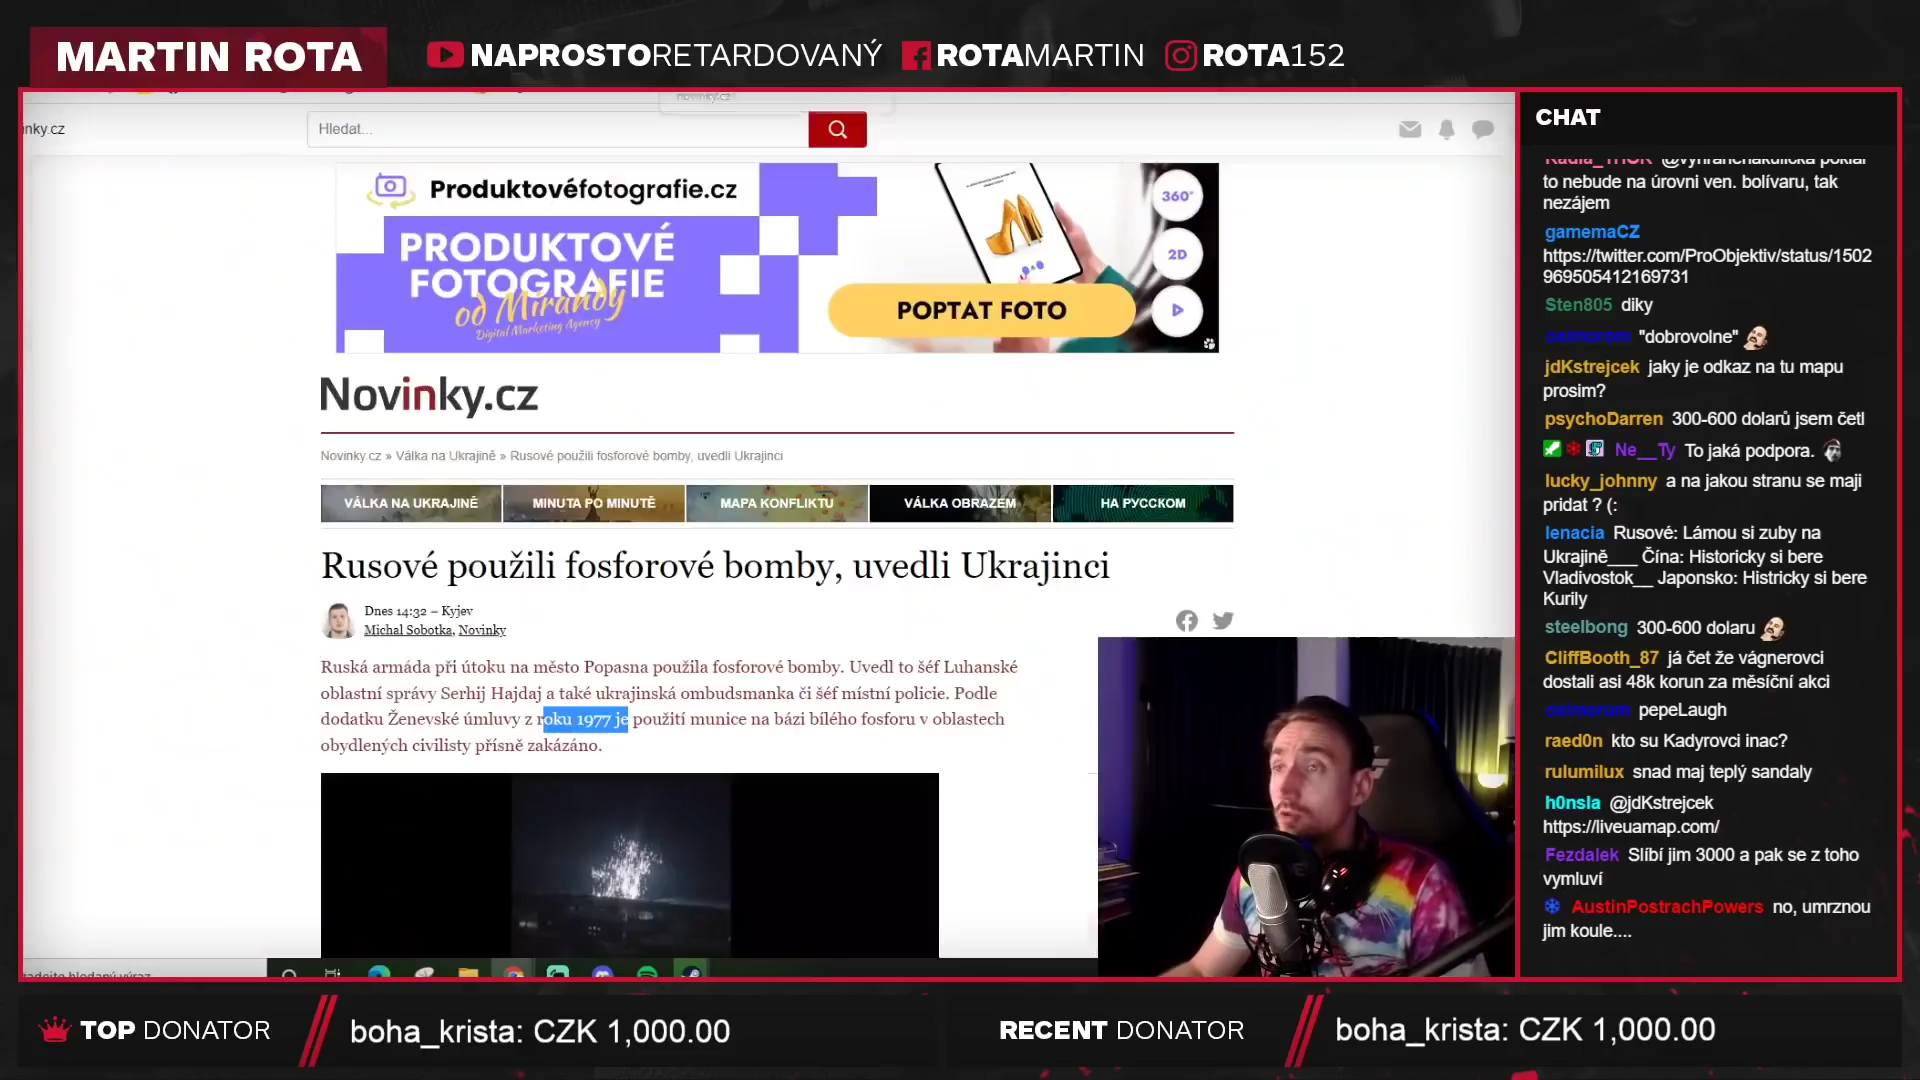 MARTIN ROTA
NAPROSTORETARDOVANÝ
ROTAMARTIN
ROTA152
novinky.cz
inky.cz
Hledat...
Produktovéfotografie.cz
PRODUKTOVÉ
FOTOGRAFIE
od Mirandy
Digital Marketing Agency
POPTAT FOTO
360°
2D
Novinky.cz
Novinky.cz » Válka na Ukrajině » Rusové použili fosforové bomby, uvedli Ukrajinci
VÁLKA NA UKRAJINĚ
MINUTA PO MINUTĚ
MAPA KONFLIKTU
VÁLKA OBRAZEM
НА РУССКОМ
Rusové použili fosforové bomby, uvedli Ukrajinci
Dnes 14:32 – Kyjev
Michal Sobotka, Novinky
Ruská armáda při útoku na město Popasna použila fosforové bomby. Uvedl to šéf Luhanské
oblastní správy Serhij Hajdaj a také ukrajinská ombudsmanka či šéf místní policie. Podle
dodatku Ženevské úmluvy z roku 1977 je použití munice na bázi bílého fosforu v oblastech
obydlených civilisty přísně zakázáno.
CHAT
to nebude na úrovni ven. bolívaru, tak
nezájem
gamemaCZ
https://twitter.com/ProObjektiv/status/1502
969505412169731
Sten805 diky
oximorom "dobrovolne"
jdKstrejcek jaky je odkaz na tu mapu
prosim?
psychoDarren 300-600 dolarů jsem četl
Ne__Ty To jaká podpora.
lucky_johnny a na jakou stranu se maji
pridat ? (:
lenacia Rusové: Lámou si zuby na
Ukrajině___ Čína: Historicky si bere
Vladivostok__ Japonsko: Histricky si bere
Kurily
steelbong 300-600 dolaru
CliffBooth_87 já čet že vágnerovci
dostali asi 48k korun za měsíční akci
oximorom pepeLaugh
raed0n kto su Kadyrovci inac?
rulumilux snad maj teplý sandaly
h0nsla @jdKstrejcek
https://liveuamap.com/
Fezdalek Slíbí jim 3000 a pak se z toho
vymluví
AustinPostrachPowers no, umrznou
jim koule....
TOP DONATOR
boha_krista: CZK 1,000.00
RECENT DONATOR
boha_krista: CZK 1,000.00